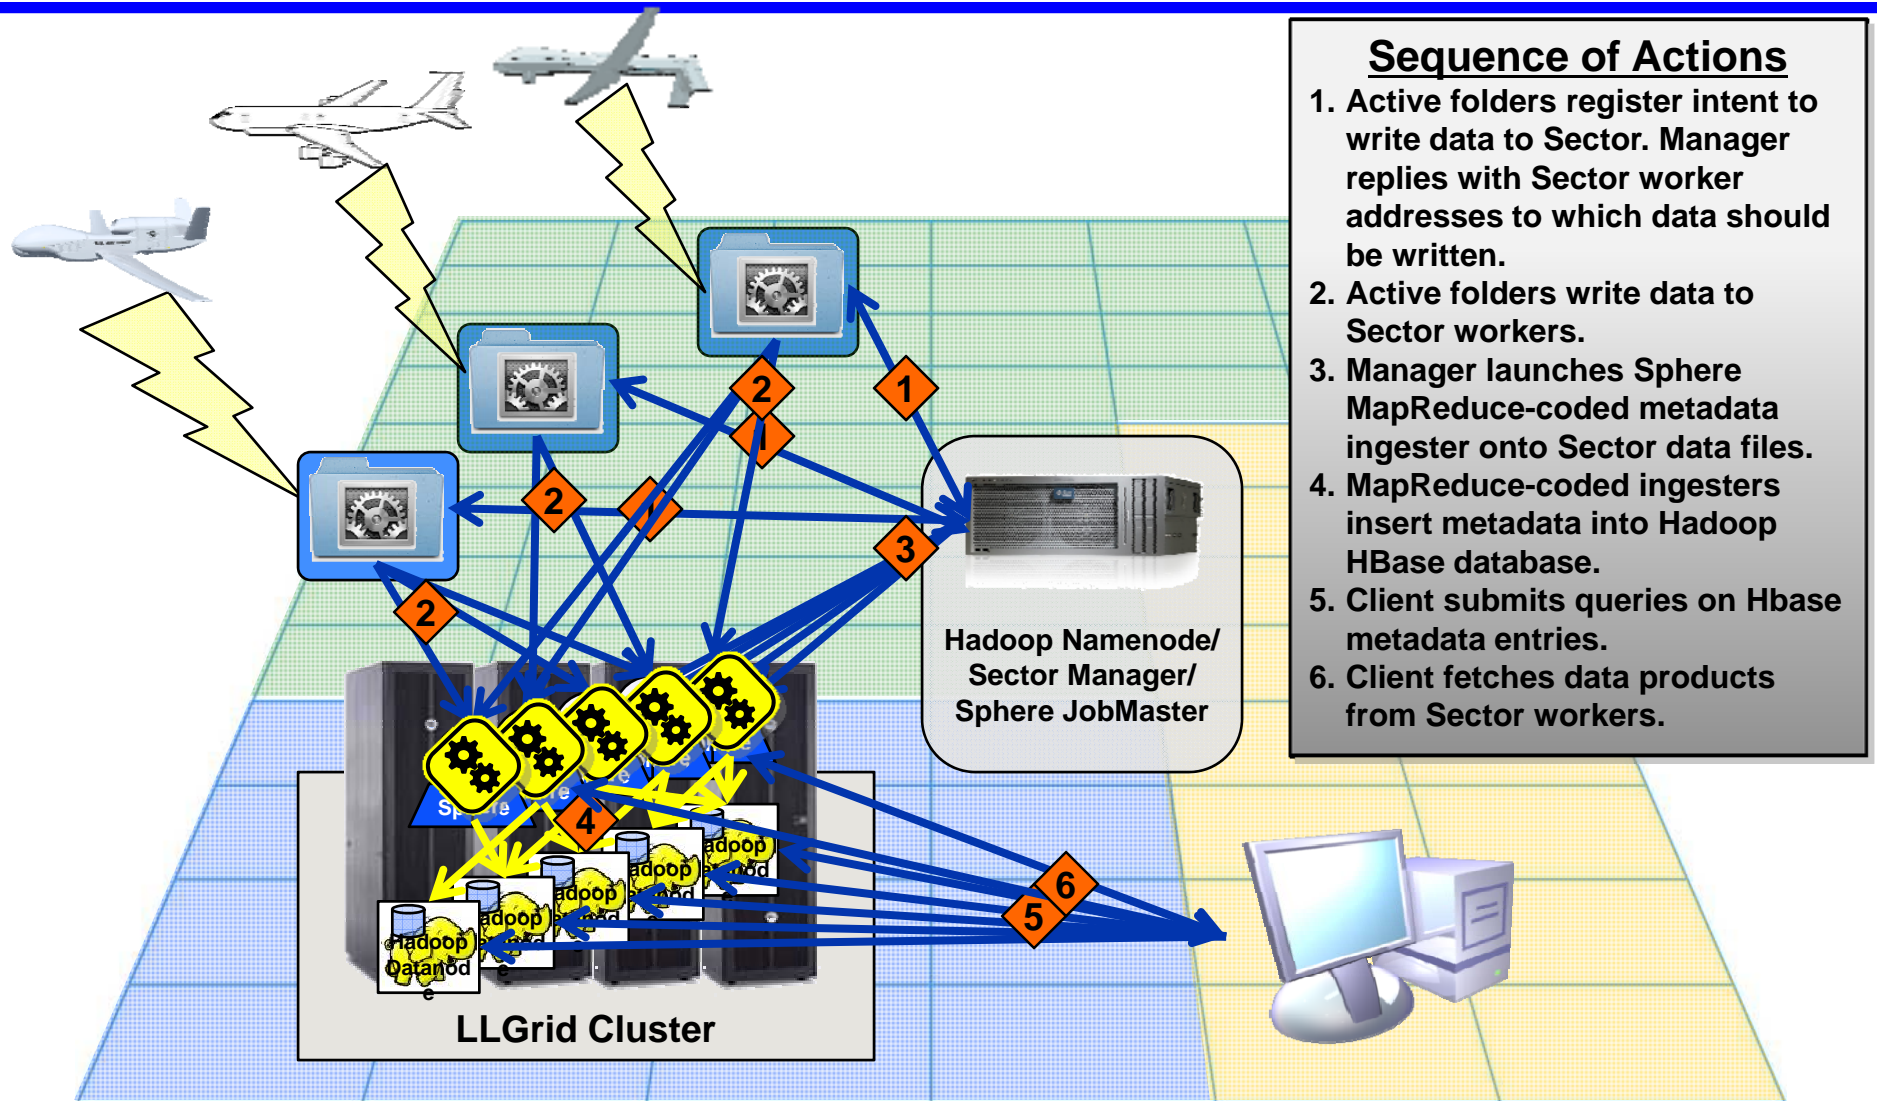 Sequence of Actions
1. Active folders register intent to
write data to Sector. Manager
replies with Sector worker
addresses to which data should
be written.
2. Active folders write data to
Sector workers.
3. Manager launches Sphere
MapReduce-coded metadata
ingester onto Sector data files.
4. MapReduce-coded ingesters
insert metadata into Hadoop
HBase database.
5. Client submits queries on Hbase
metadata entries.
6. Client fetches data products
from Sector workers.
2
1
1
2
1
3
2
Hadoop Namenode/
Sector Manager/
Sphere JobMaster
4
6
5
Hadoop
Datanod
e
LLGrid Cluster